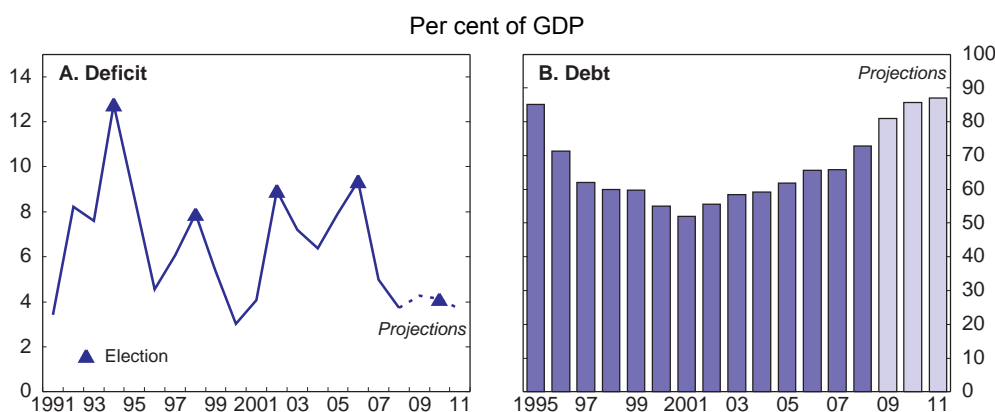 Per cent of GDP
A. Deficit
14
12
10
8
6
4
2
0
Projections
Election
1991 93 95 97 99 2001 03 05 07 09 11
B. Debt
Projections
100
90
80
70
60
50
40
30
20
10
0
1995 97 99 2001 03 05 07 09 11